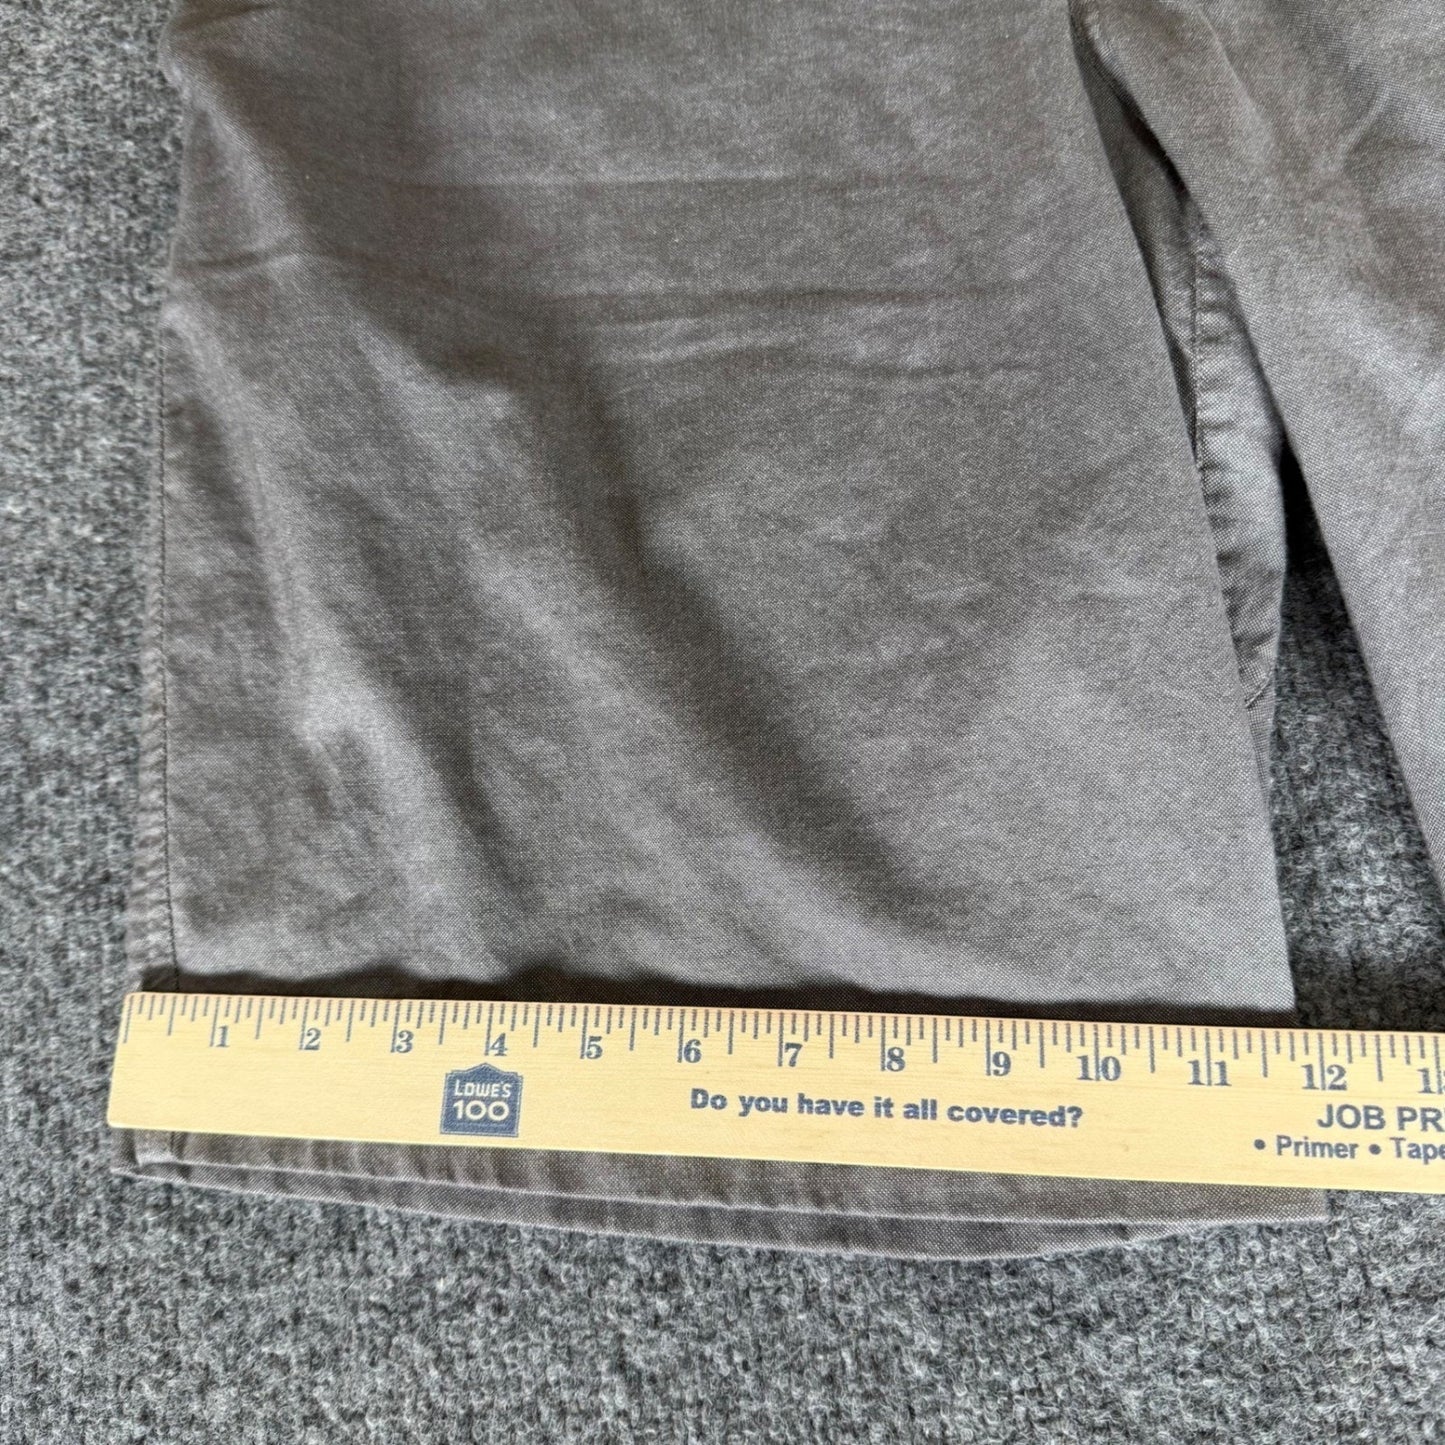 1 2 3 4 5 6 7 8 9 10 11 12
LOWE'S
100
Do you have it all covered?
JOB PR
• Primer • Tape